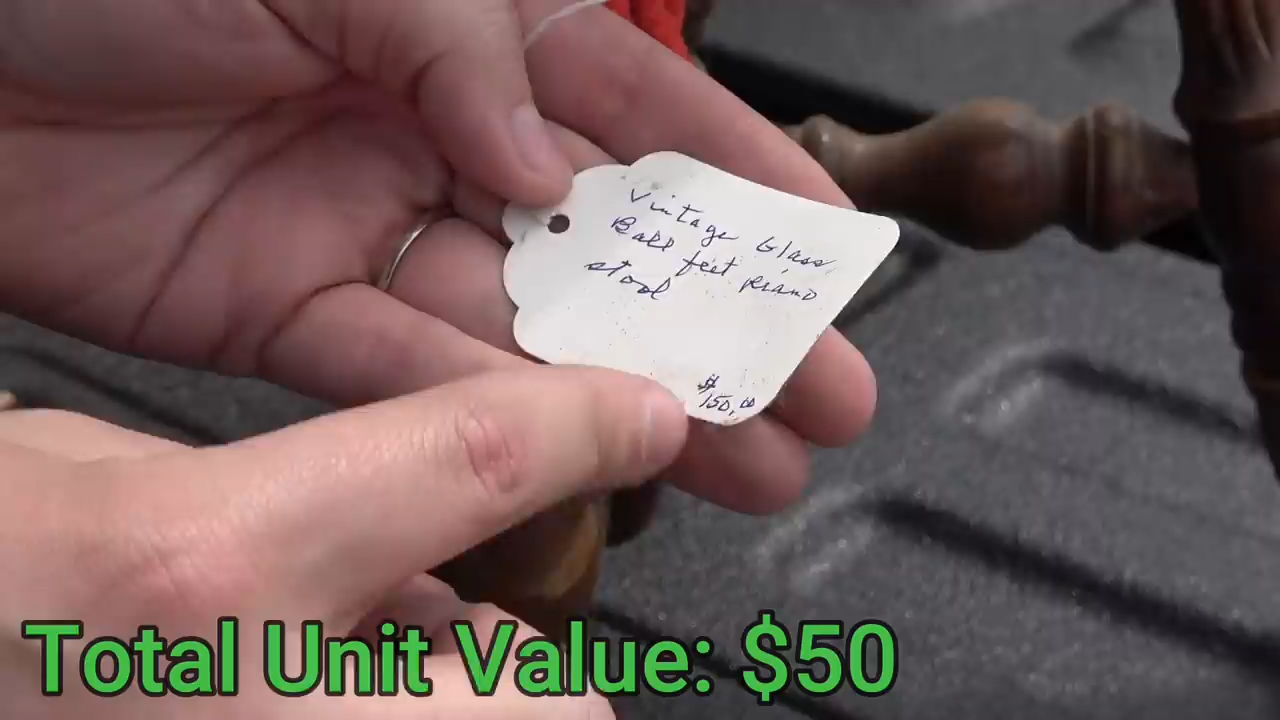 Vintage Glass
Ball feet Piano
stool
$150.00
Total Unit Value: $50